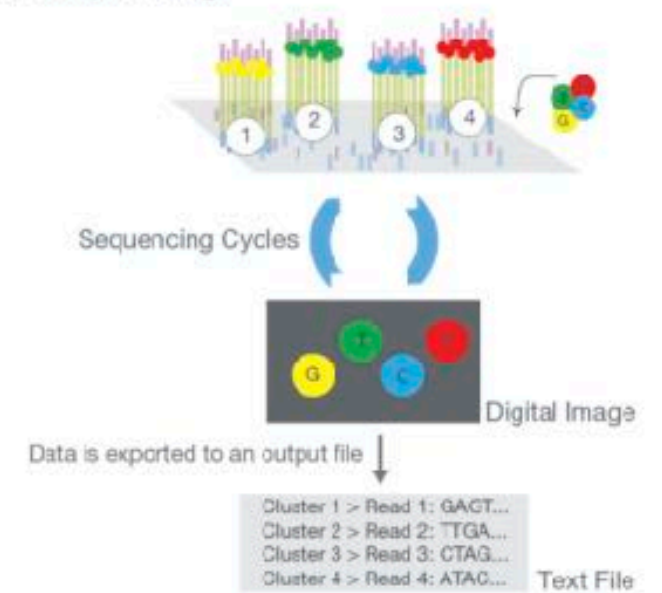 1
2
3
4
G
Sequencing Cycles
G
C
Digital Image
Data is exported to an output file
Cluster 1 > Read 1: GAGT...
Cluster 2 > Read 2: TTGA...
Cluster 3 > Read 3: CTAG...
Cluster 4 > Read 4: ATAC...
Text File